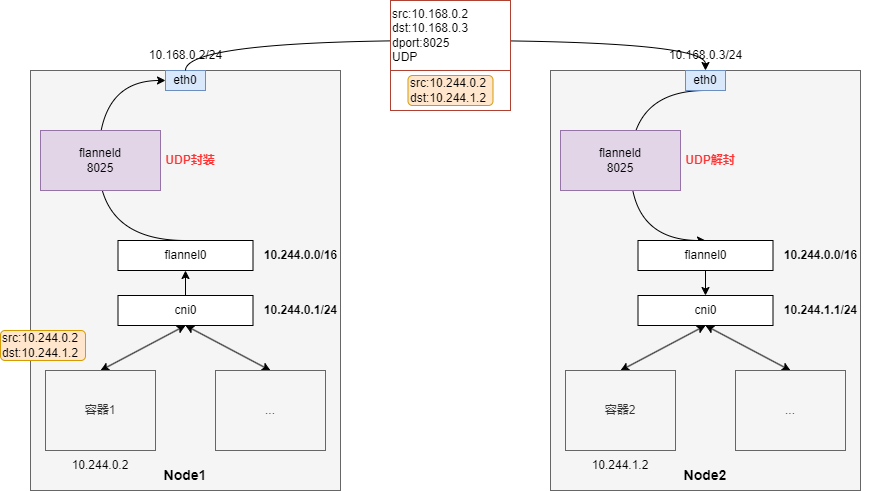 src:10.168.0.2
dst:10.168.0.3
dport:8025
UDP
src:10.244.0.2
dst:10.244.1.2
10.168.0.2/24
eth0
flanneld
8025
UDP封装
flannel0
10.244.0.0/16
cni0
10.244.0.1/24
src:10.244.0.2
dst:10.244.1.2
容器1
...
10.244.0.2
Node1
10.168.0.3/24
eth0
flanneld
8025
UDP解封
flannel0
10.244.0.0/16
cni0
10.244.1.1/24
容器2
...
10.244.1.2
Node2